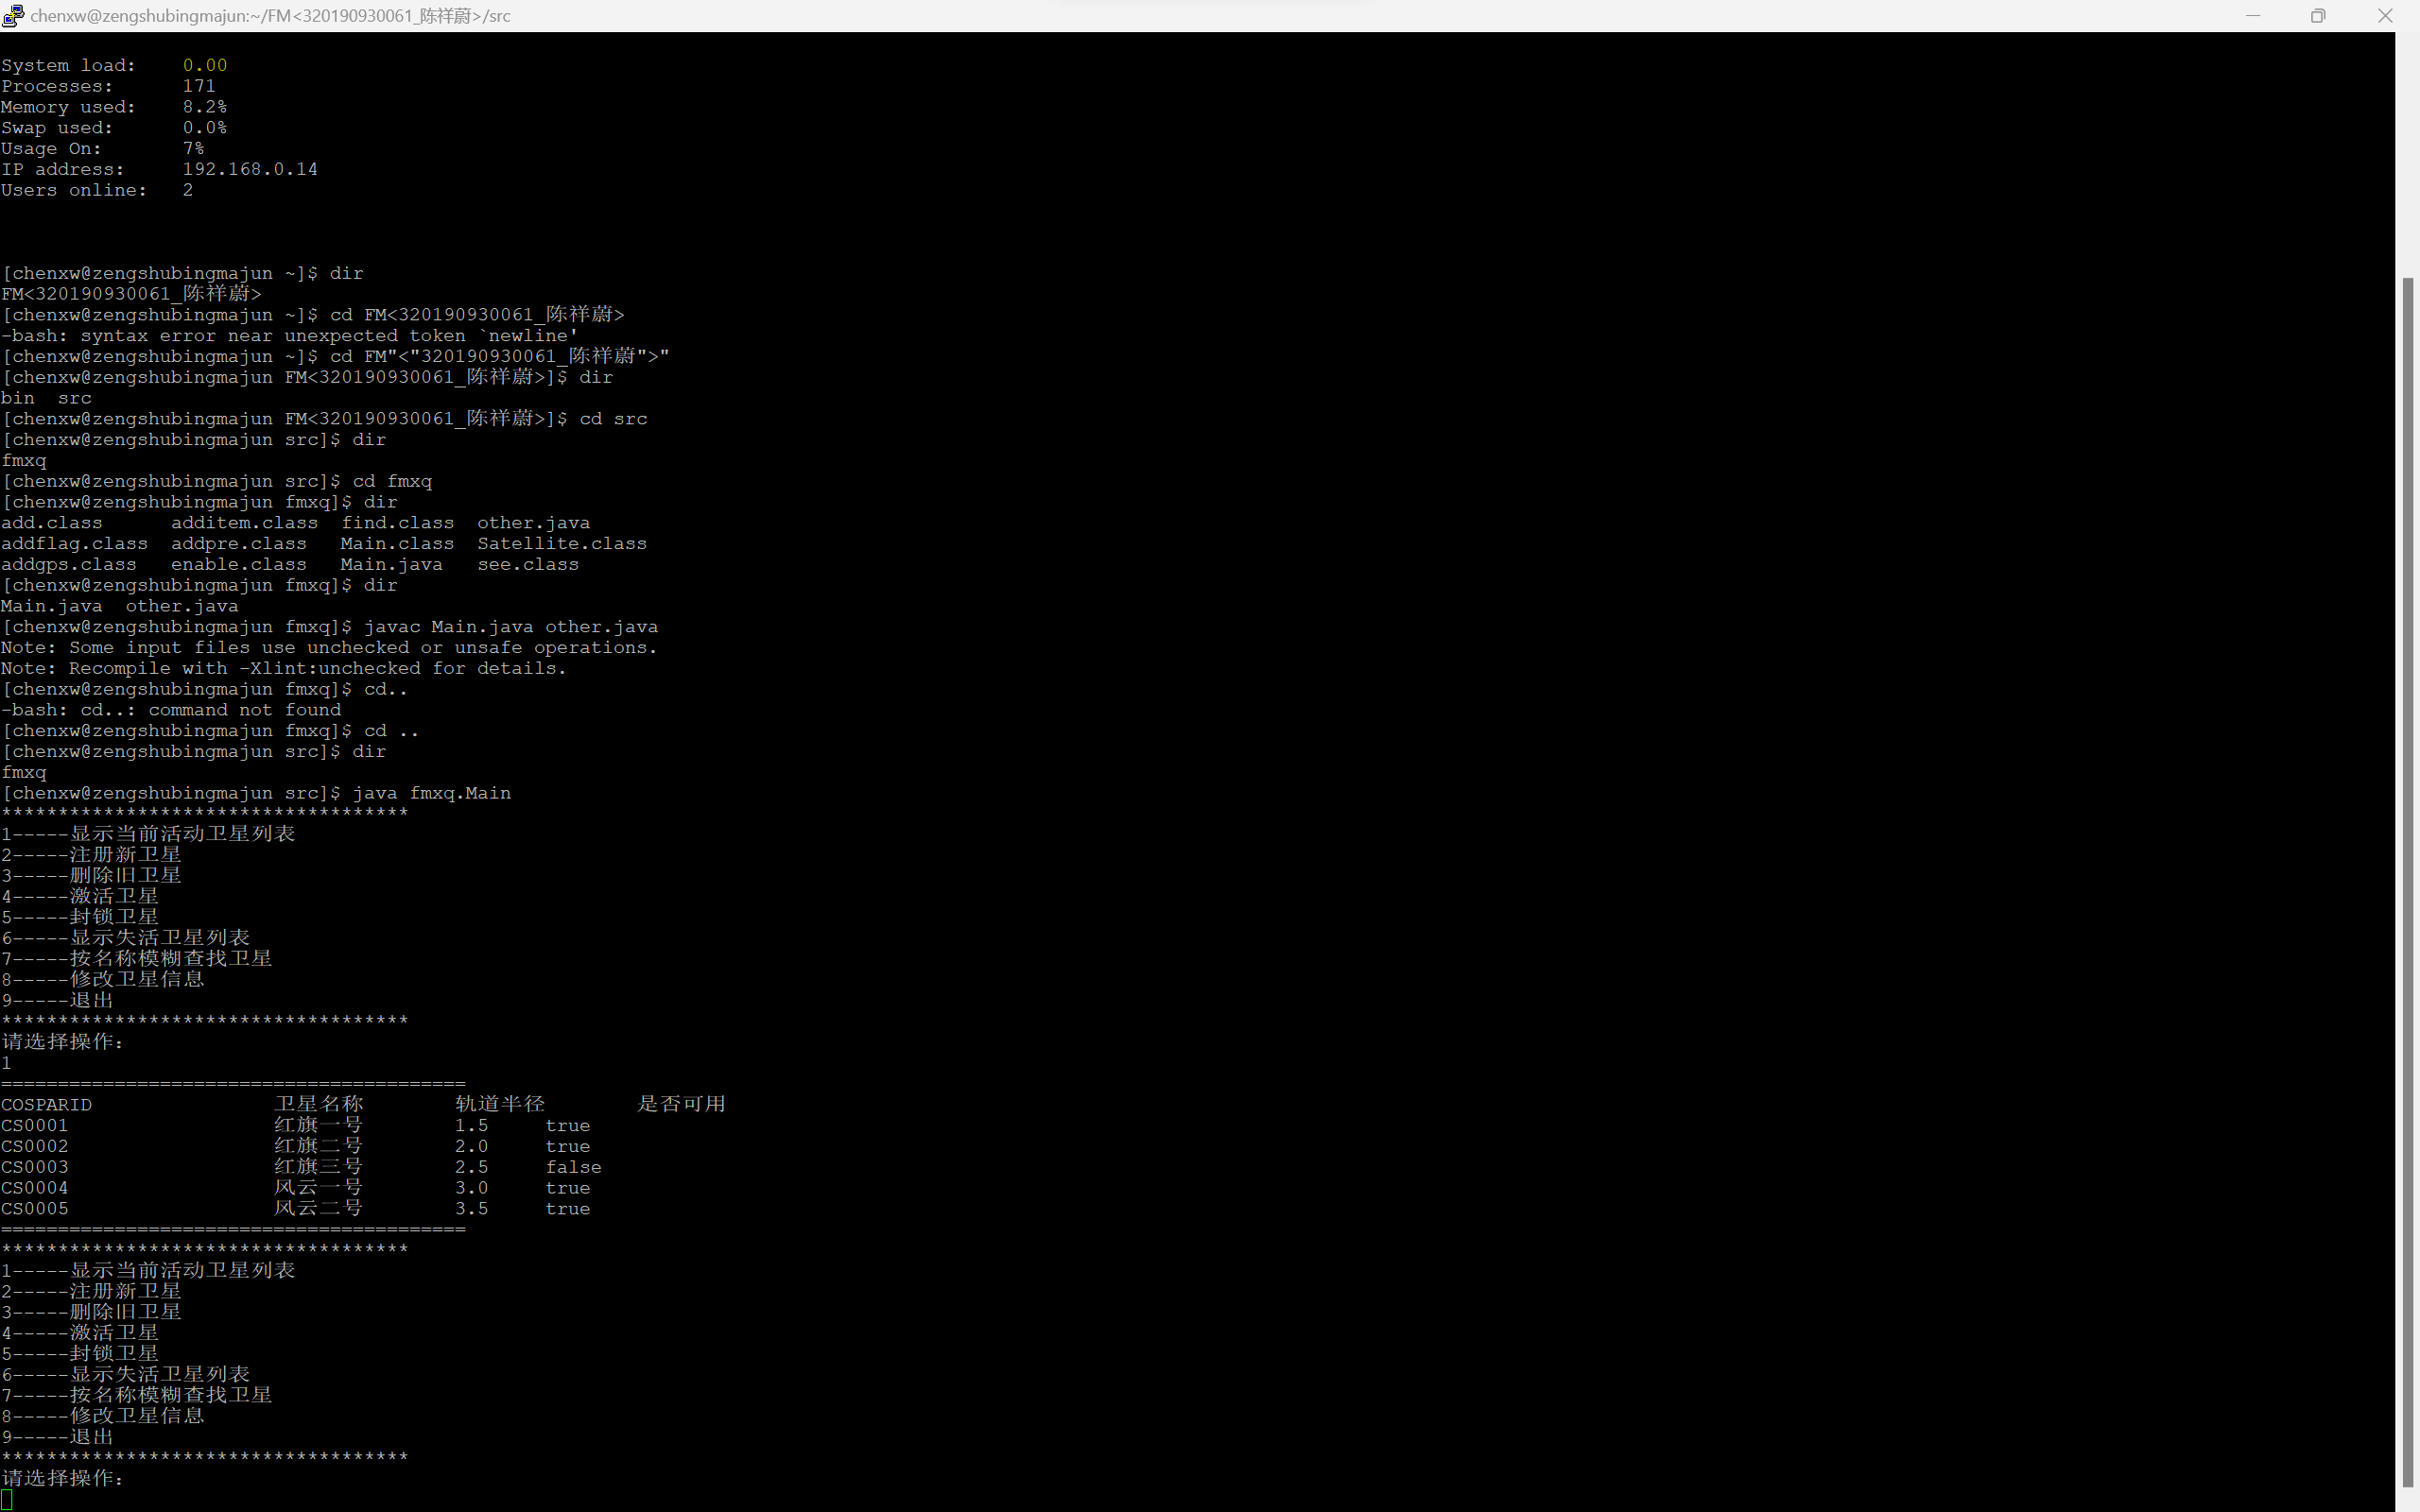 chenxw@zengshubingmajun:~/FM<320190930061_陈祥蔚>/src
System load:    0.00
Processes:      171
Memory used:    8.2%
Swap used:      0.0%
Usage On:       7%
IP address:     192.168.0.14
Users online:   2
[chenxw@zengshubingmajun ~]$ dir
FM<320190930061_陈祥蔚>
[chenxw@zengshubingmajun ~]$ cd FM<320190930061_陈祥蔚>
-bash: syntax error near unexpected token `newline'
[chenxw@zengshubingmajun ~]$ cd FM"<"320190930061_陈祥蔚">"
[chenxw@zengshubingmajun FM<320190930061_陈祥蔚>]$ dir
bin  src
[chenxw@zengshubingmajun FM<320190930061_陈祥蔚>]$ cd src
[chenxw@zengshubingmajun src]$ dir
fmxq
[chenxw@zengshubingmajun src]$ cd fmxq
[chenxw@zengshubingmajun fmxq]$ dir
add.class      additem.class  find.class  other.java
addflag.class  addpre.class   Main.class  Satellite.class
addgps.class   enable.class   Main.java   see.class
[chenxw@zengshubingmajun fmxq]$ dir
Main.java  other.java
[chenxw@zengshubingmajun fmxq]$ javac Main.java other.java
Note: Some input files use unchecked or unsafe operations.
Note: Recompile with -Xlint:unchecked for details.
[chenxw@zengshubingmajun fmxq]$ cd..
-bash: cd..: command not found
[chenxw@zengshubingmajun fmxq]$ cd ..
[chenxw@zengshubingmajun src]$ dir
fmxq
[chenxw@zengshubingmajun src]$ java fmxq.Main
************************************
1-----显示当前活动卫星列表
2-----注册新卫星
3-----删除旧卫星
4-----激活卫星
5-----封锁卫星
6-----显示失活卫星列表
7-----按名称模糊查找卫星
8-----修改卫星信息
9-----退出
************************************
请选择操作：
1
=========================================
COSPARID                卫星名称        轨道半径        是否可用
CS0001                  红旗一号        1.5     true
CS0002                  红旗二号        2.0     true
CS0003                  红旗三号        2.5     false
CS0004                  风云一号        3.0     true
CS0005                  风云二号        3.5     true
=========================================
************************************
1-----显示当前活动卫星列表
2-----注册新卫星
3-----删除旧卫星
4-----激活卫星
5-----封锁卫星
6-----显示失活卫星列表
7-----按名称模糊查找卫星
8-----修改卫星信息
9-----退出
************************************
请选择操作：